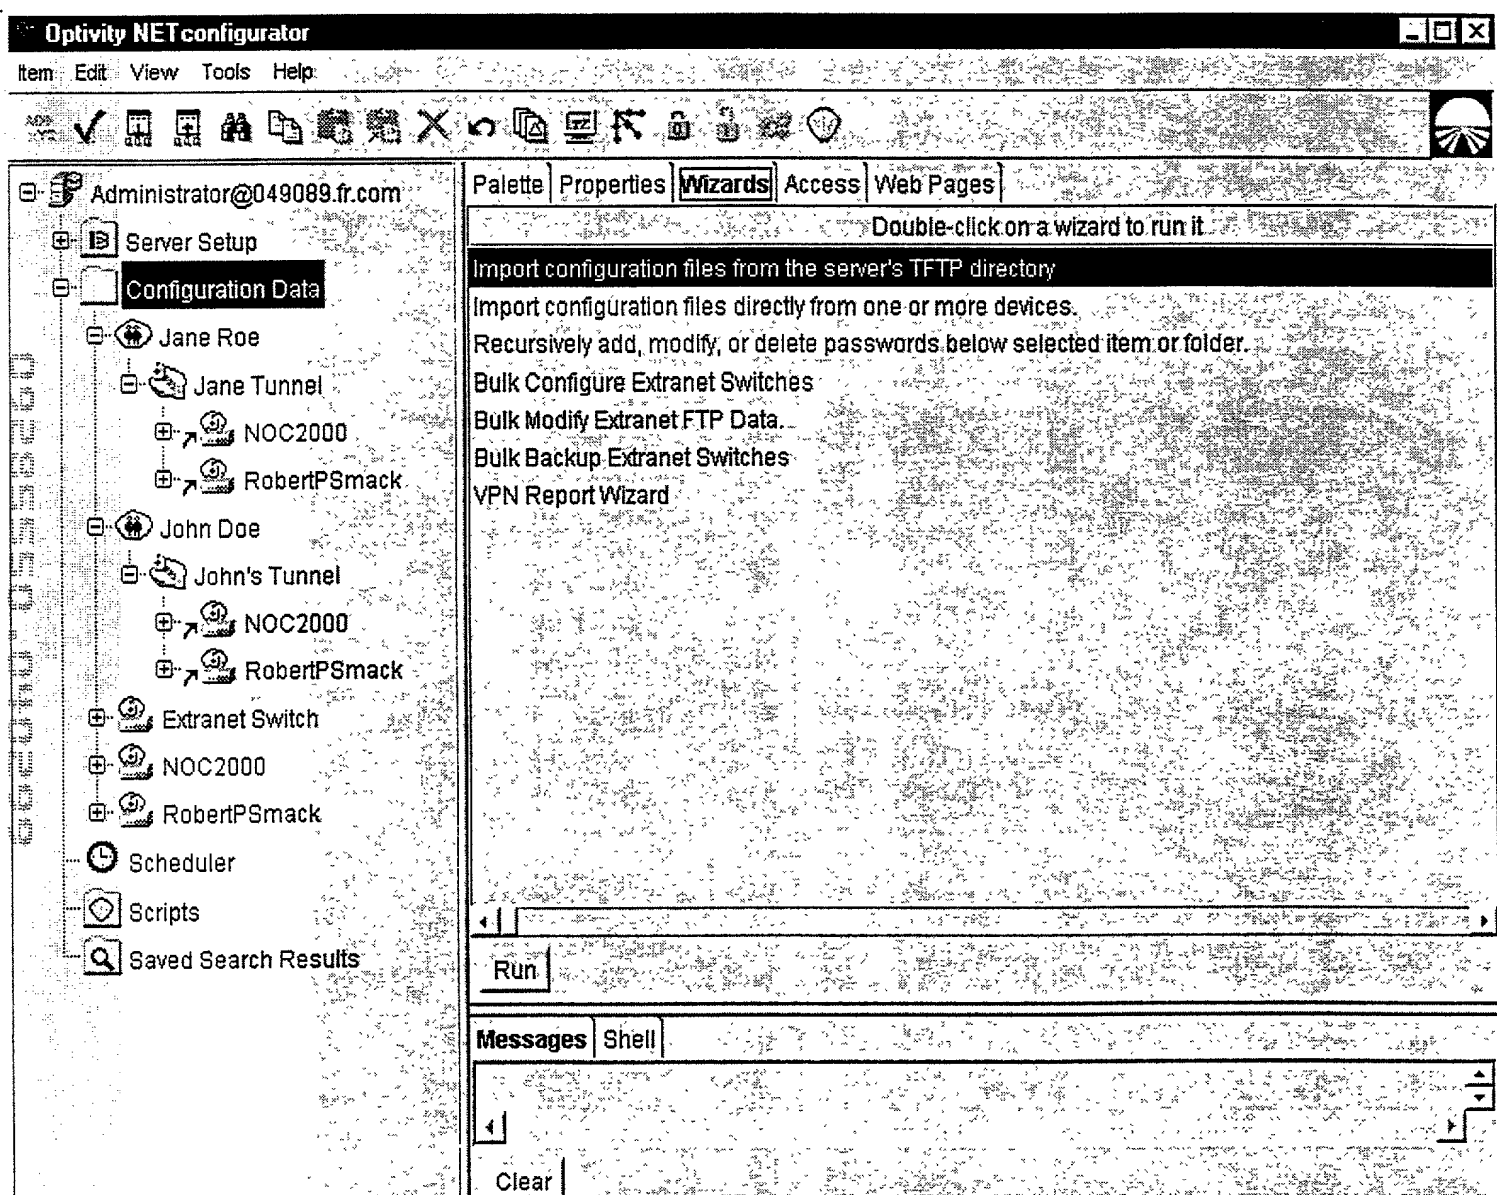 Optivity NETconfigurator
Item Edit View Tools Help
add add
Administrator@049089.fr.com
Server Setup
Configuration Data
Jane Roe
Jane Tunnel
NOC2000
RobertPSmack
John Doe
John's Tunnel
NOC2000
RobertPSmack
Extranet Switch
NOC2000
RobertPSmack
Scheduler
Scripts
Saved Search Results
Palette Properties Wizards Access Web Pages
Double-click on a wizard to run it
Import configuration files from the server's TFTP directory
Import configuration files directly from one or more devices.
Recursively add, modify, or delete passwords below selected item or folder.
Bulk Configure Extranet Switches
Bulk Modify Extranet FTP Data.
Bulk Backup Extranet Switches
VPN Report Wizard
Run
Messages Shell
Clear